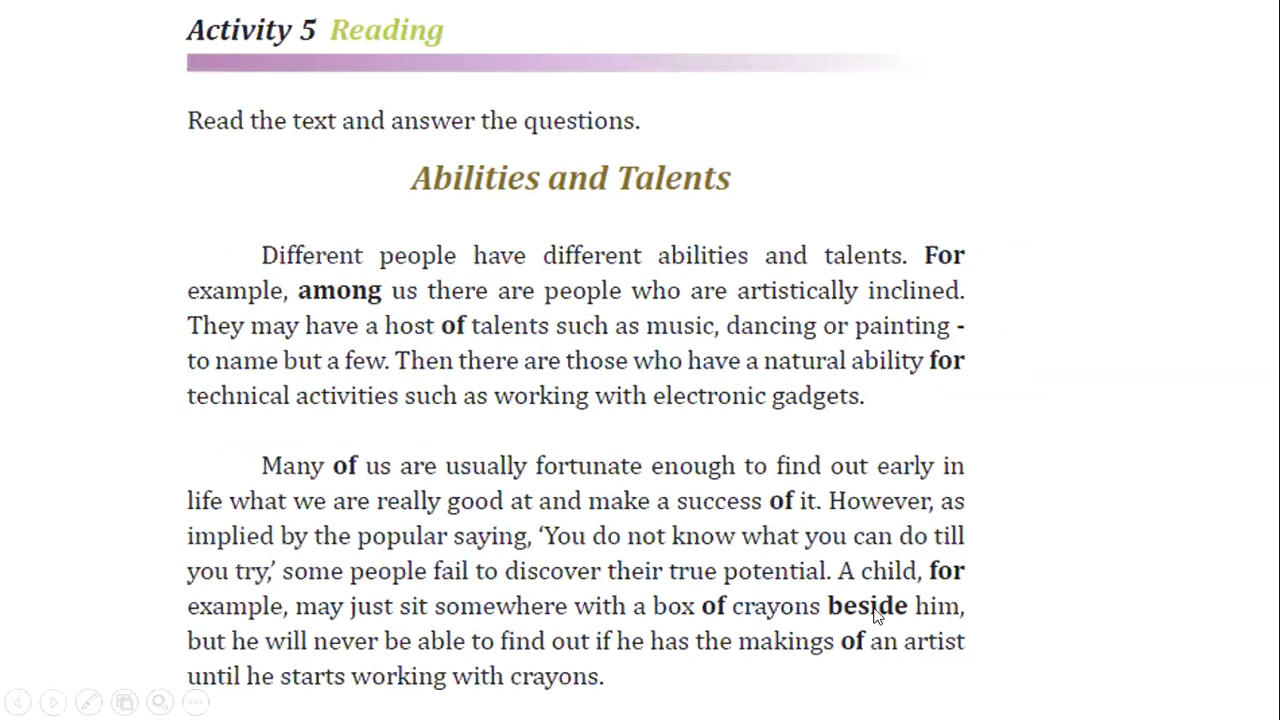 Activity 5 Reading
Read the text and answer the questions.
Abilities and Talents
Different people have different abilities and talents. For
example, among us there are people who are artistically inclined.
They may have a host of talents such as music, dancing or painting -
to name but a few. Then there are those who have a natural ability for
technical activities such as working with electronic gadgets.
Many of us are usually fortunate enough to find out early in
life what we are really good at and make a success of it. However, as
implied by the popular saying, ‘You do not know what you can do till
you try,’ some people fail to discover their true potential. A child, for
example, may just sit somewhere with a box of crayons beside him,
but he will never be able to find out if he has the makings of an artist
until he starts working with crayons.